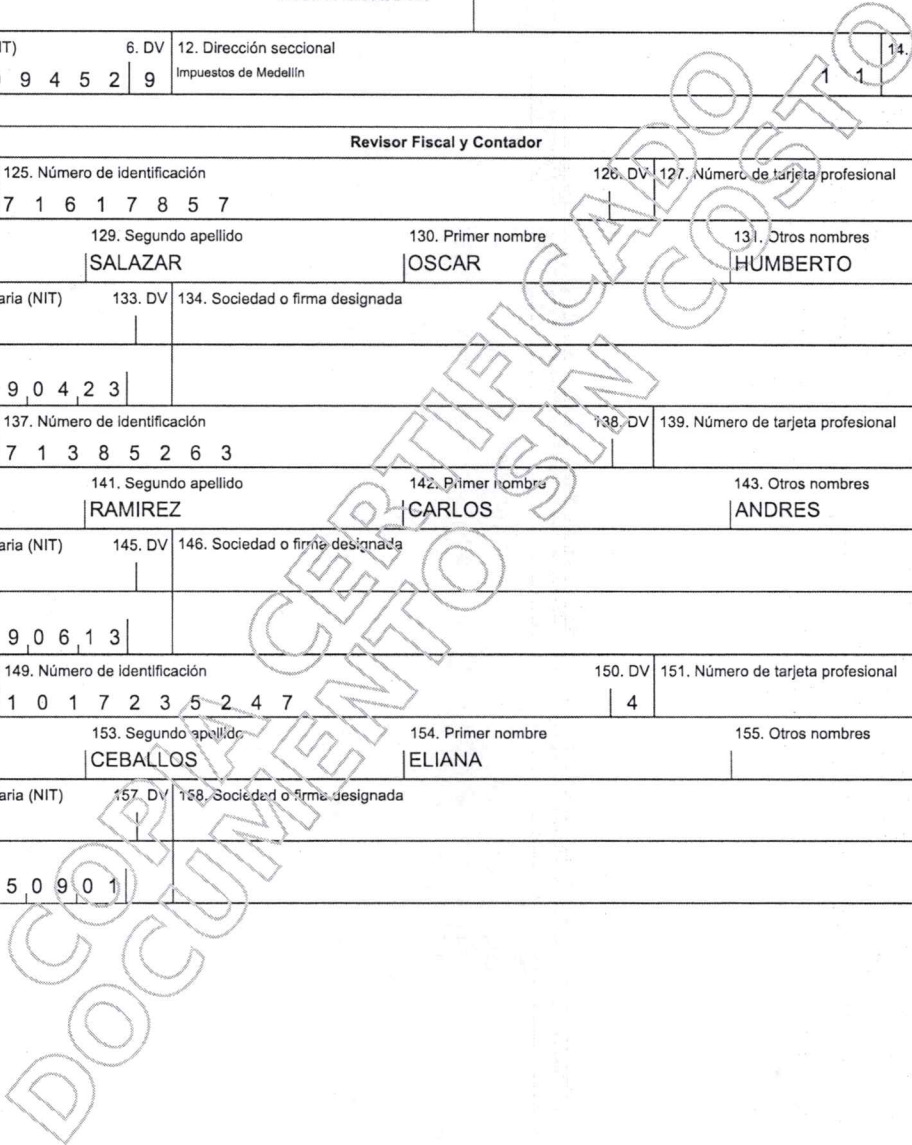 IT) 6. DV 12. Dirección seccional 14.
9 4 5 2 9 Impuestos de Medellín 1 1
Revisor Fiscal y Contador
125. Número de identificación 126. DV 127. Número de tarjeta profesional
7 1 6 1 7 8 5 7
129. Segundo apellido 130. Primer nombre 131. Otros nombres
SALAZAR OSCAR HUMBERTO
aria (NIT) 133. DV 134. Sociedad o firma designada
9 0 4 2 3
137. Número de identificación 138. DV 139. Número de tarjeta profesional
7 1 3 8 5 2 6 3
141. Segundo apellido 142. Primer nombre 143. Otros nombres
RAMIREZ CARLOS ANDRES
aria (NIT) 145. DV 146. Sociedad o firma designada
9 0 6 1 3
149. Número de identificación 150. DV 151. Número de tarjeta profesional
1 0 1 7 2 3 5 2 4 7 4
153. Segundo apellido 154. Primer nombre 155. Otros nombres
CEBALLOS ELIANA
aria (NIT) 157. DV 158. Sociedad o firma designada
5 0 9 0 1
COPIA CERTIFICADO
DOCUMENTO SIN COSTO